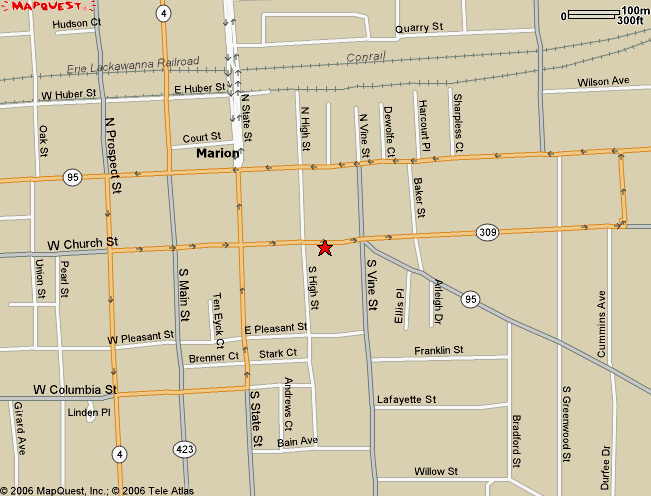 MAPQUEST
Hudson Ct
4
Quarry St
0
100m
300ft
Erie Lackawanna Railroad
Conrail
W Huber St
E Huber St
Wilson Ave
Oak St
N Prospect St
N State St
N High St
N Vine St
Dewolfe Ct
Harcourt Pl
Sharpless Ct
Court St
Marion
95
Baker St
W Church St
309
Union St
Pearl St
S Main St
Ten Eyck Ct
S High St
S Vine St
Ellis Pl
Arleigh Dr
95
Cummins Ave
W Pleasant St
E Pleasant St
Brenner Ct
Stark Ct
Franklin St
W Columbia St
Andrews Ct
Lafayette St
S Greenwood St
Girard Ave
Linden Pl
S State St
Bradford St
Bain Ave
4
423
Durfee Dr
Willow St
© 2006 MapQuest, Inc.; © 2006 Tele Atlas